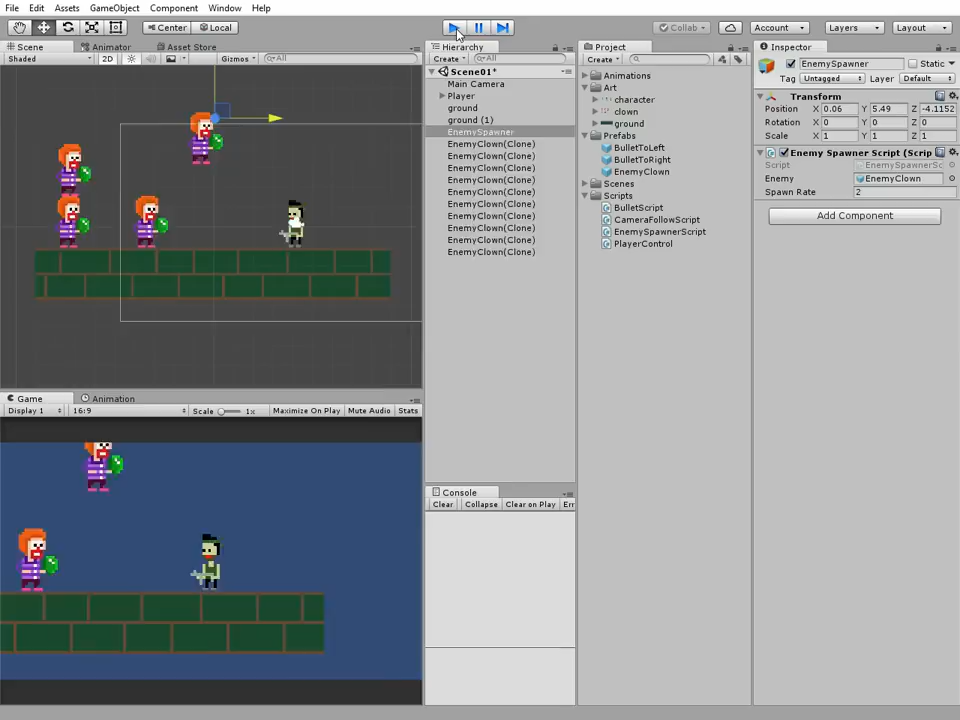 File Edit Assets GameObject Component Window Help
Center Local Collab Account Layers Layout
Scene Animator Asset Store
Shaded 2D Gizmos All
Hierarchy
Create All
Scene01*
Main Camera
Player
ground
ground (1)
EnemySpawner
EnemyClown(Clone)
EnemyClown(Clone)
EnemyClown(Clone)
EnemyClown(Clone)
EnemyClown(Clone)
EnemyClown(Clone)
EnemyClown(Clone)
EnemyClown(Clone)
EnemyClown(Clone)
EnemyClown(Clone)
Project
Create
Animations
Art
character
clown
ground
Prefabs
BulletToLeft
BulletToRight
EnemyClown
Scenes
Scripts
BulletScript
CameraFollowScript
EnemySpawnerScript
PlayerControl
Inspector
EnemySpawner Static
Tag Untagged Layer Default
Transform
Position X 0.06 Y 5.49 Z -4.1152
Rotation X 0 Y 0 Z 0
Scale X 1 Y 1 Z 1
Enemy Spawner Script (Scrip
Script EnemySpawnerSc
Enemy EnemyClown
Spawn Rate 2
Add Component
Game Animation
Display 1 16:9 Scale 1x Maximize On Play Mute Audio Stats
Console
Clear Collapse Clear on Play Err